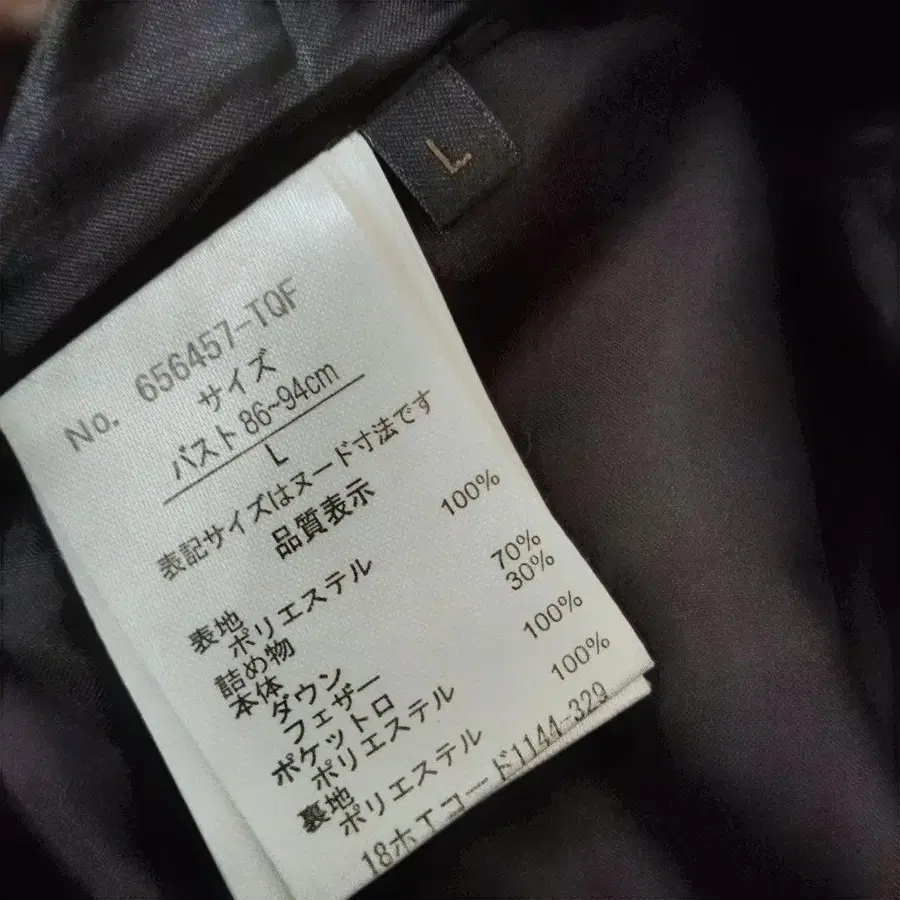 L
No. 656457-TQF
サイズ
バスト86~94cm
L
表記サイズはヌード寸法です
品質表示
表地
ポリエステル 100%
詰め物
本体
ダウン 70%
フェザー 30%
ポケット口
ポリエステル 100%
裏地
ポリエステル 100%
18ホエコード1144-329